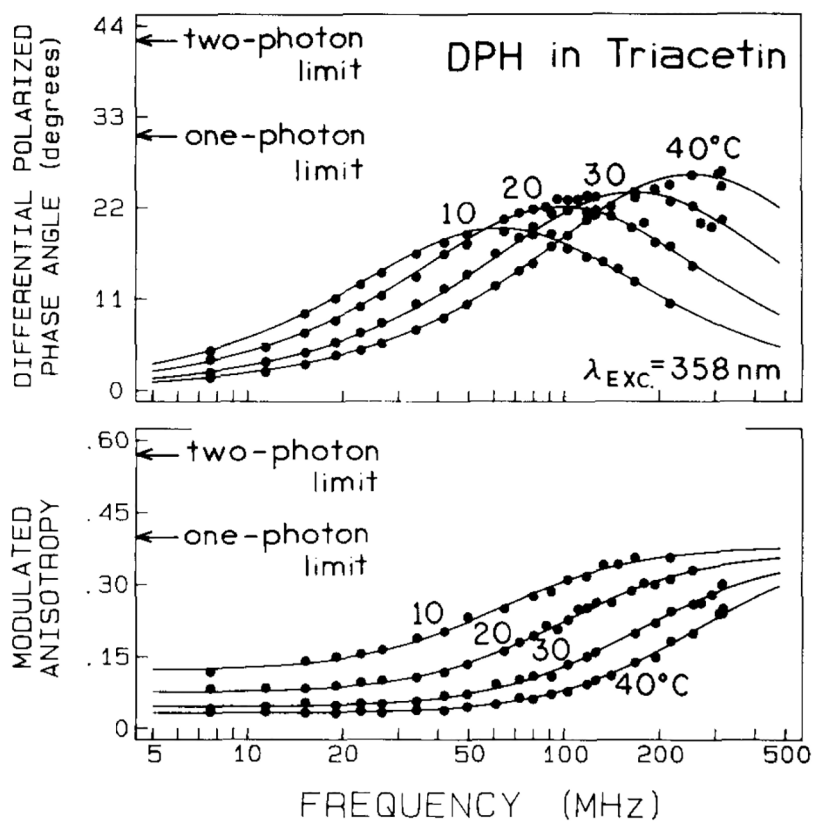 DIFFERENTIAL POLARIZED
PHASE ANGLE (degrees)
44
33
22
11
0
two-photon
limit
one-photon
limit
DPH in Triacetin
10
20
30
40°C
λEXC.=358nm
MODULATED
ANISOTROPY
.60
.45
.30
.15
0
two-photon
limit
one-photon
limit
10
20
30
40°C
5
10
20
50
100
200
500
FREQUENCY (MHz)